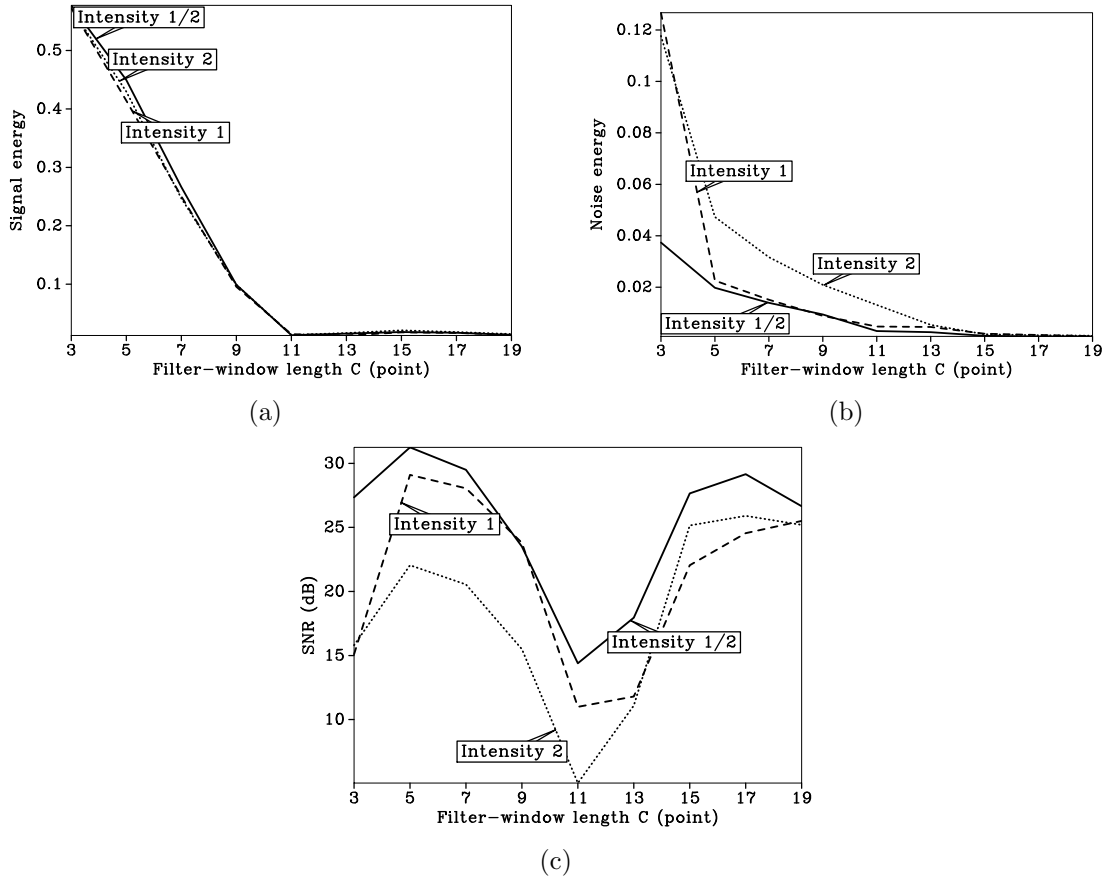 Intensity 1/2
Intensity 2
Intensity 1
0.5
0.4
0.3
0.2
0.1
Signal energy
3 5 7 9 11 13 15 17 19
Filter-window length C (point)
(a)
0.12
0.1
0.08
0.06
0.04
0.02
Noise energy
Intensity 1
Intensity 2
Intensity 1/2
3 5 7 9 11 13 15 17 19
Filter-window length C (point)
(b)
30
25
20
15
10
SNR (dB)
Intensity 1
Intensity 1/2
Intensity 2
3 5 7 9 11 13 15 17 19
Filter-window length C (point)
(c)